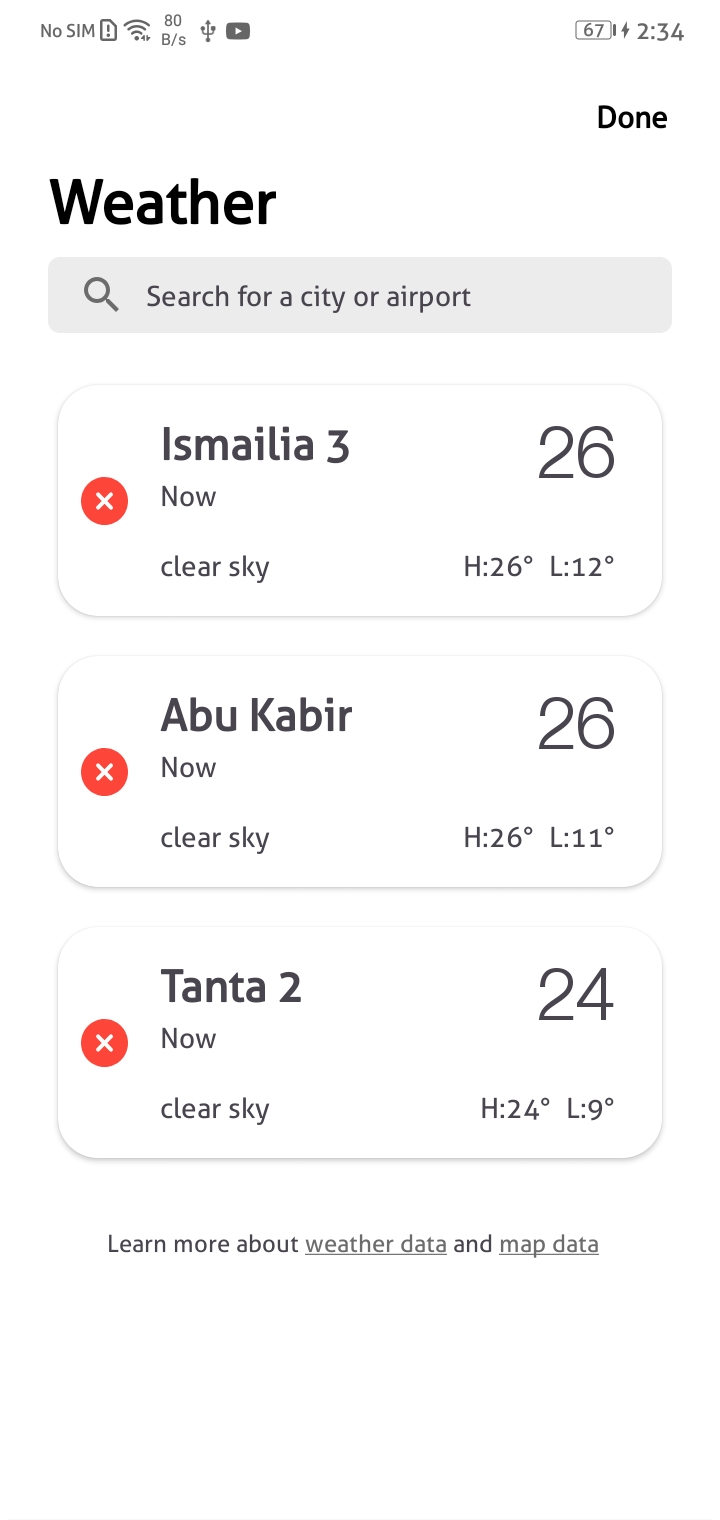 No SIM 80 B/s 67 2:34
Done
Weather
Search for a city or airport
Ismailia 3 26
Now
clear sky H:26° L:12°
Abu Kabir 26
Now
clear sky H:26° L:11°
Tanta 2 24
Now
clear sky H:24° L:9°
Learn more about weather data and map data